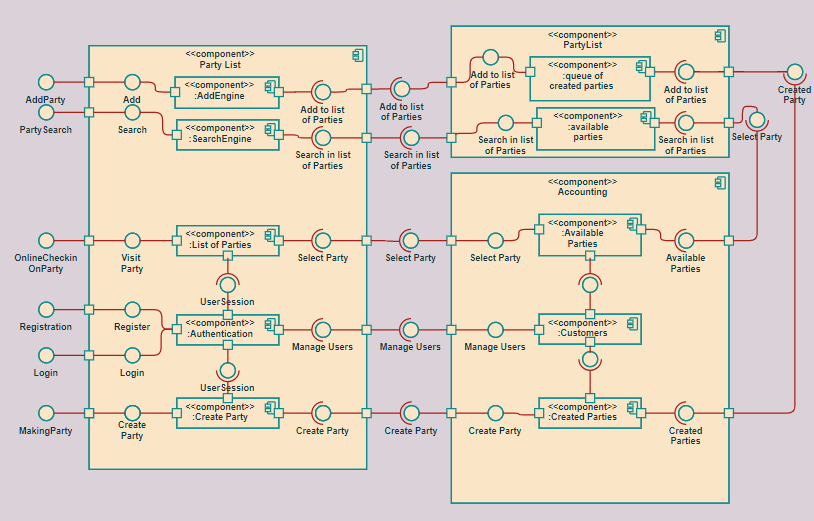 <<component>>
Party List
<<component>>
PartyList
AddParty
Add
<<component>>
:AddEngine
Add to list
of Parties
Add to list
of Parties
Add to list
of Parties
<<component>>
:queue of
created parties
Add to list
of Parties
Created
Party
PartySearch
Search
<<component>>
:SearchEngine
Search in list
of Parties
Search in list
of Parties
Search in list
of Parties
<<component>>
:available
parties
Search in list
of Parties
Select Party
<<component>>
Accounting
OnlineCheckin
OnParty
Visit
Party
<<component>>
:List of Parties
Select Party
Select Party
Select Party
<<component>>
:Available
Parties
Available
Parties
UserSession
Registration
Register
<<component>>
:Authentication
Manage Users
Manage Users
Manage Users
<<component>>
:Customers
Login
Login
UserSession
MakingParty
Create
Party
<<component>>
:Create Party
Create Party
Create Party
Create Party
<<component>>
:Created Parties
Created
Parties